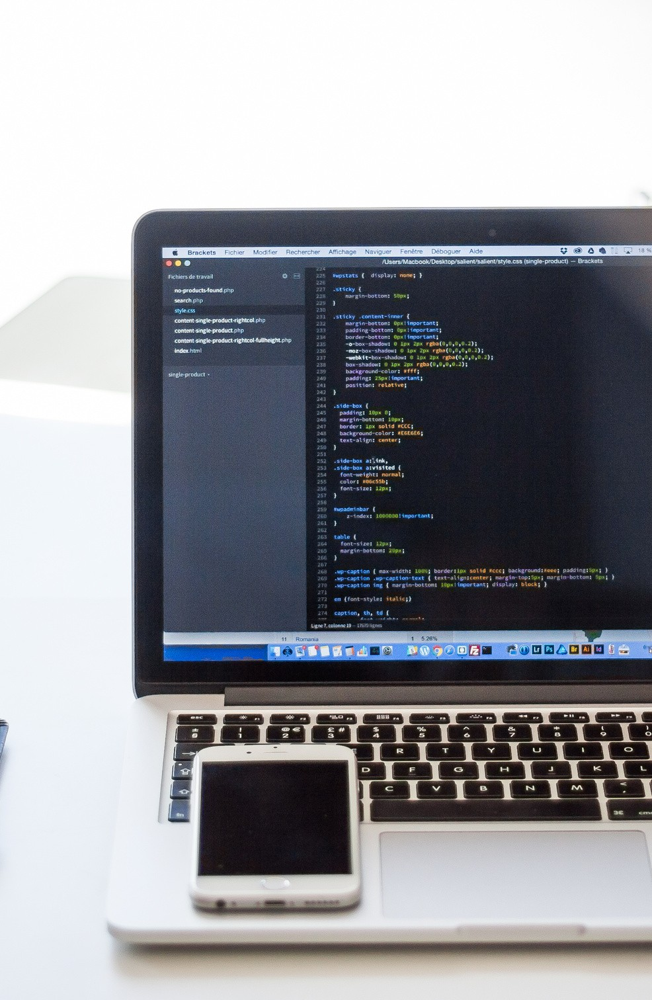 Brackets Fichier Modifier Rechercher Affichage Naviguer Fenêtre Déboguer Aide 18 %
/Users/Macbook/Desktop/salient/salient/style.css (single-product) — Brackets
Fichiers de travail
no-products-found.php
search.php
style.css
content-single-product-rightcol.php
content-single-product.php
content-single-product-rightcol-fullheight.php
index.html
single-product
224
225 #wpstats { display: none; }
226
227 .sticky {
228 margin-bottom: 50px;
229 }
230
231 .sticky .content-inner {
232 margin-bottom: 0px!important;
233 padding-bottom: 0px!important;
234 border-bottom: 0px!important;
235 -o-box-shadow: 0 1px 2px rgba(0,0,0,0.2);
236 -moz-box-shadow: 0 1px 2px rgba(0,0,0,0.2);
237 -webkit-box-shadow: 0 1px 2px rgba(0,0,0,0.2);
238 box-shadow: 0 1px 2px rgba(0,0,0,0.2);
239 background-color: #fff;
240 padding: 25px!important;
241 position: relative;
242 }
243
244 .side-box {
245 padding: 10px 0;
246 margin-bottom: 10px;
247 border: 1px solid #CCC;
248 background-color: #E6E6E6;
249 text-align: center;
250 }
251
252 .side-box a:link,
253 .side-box a:visited {
254 font-weight: normal;
255 color: #06c55b;
256 font-size: 12px;
257 }
258
259 #wpadminbar {
260 z-index: 1000000!important;
261 }
262
263 table {
264 font-size: 12px;
265 margin-bottom: 20px;
266 }
267
268 .wp-caption { max-width: 100%; border:1px solid #ccc; background:#eee; padding:5px; }
269 .wp-caption .wp-caption-text { text-align:center; margin-top:5px; margin-bottom: 5px; }
270 .wp-caption img { margin-bottom: 10px!important; display: block; }
271
272 em {font-style: italic;}
273
274 caption, th, td {
Ligne 7, colonne 19 — 17670 lignes
11 Romania 1 5.26%
Lr Ps Br Ai Id
esc F1 F2 F3 F4 F5 F6 F7 F8 F9
± § ! 1 @ € 2 £ # 3 $ 4 % 5 ^ 6 & 7 * 8 ( 9 ) 0
E R T Y U I O
D F G H J K L
C V B N M < ,
fn ⌘ cmd